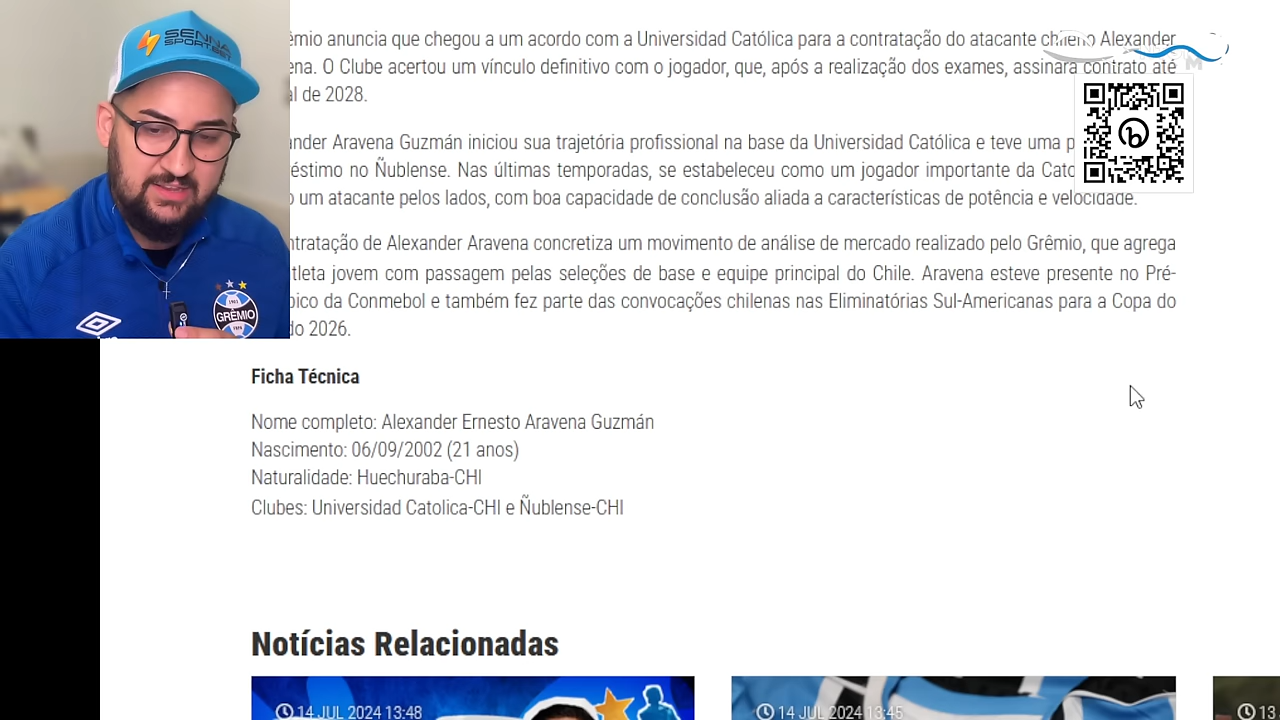 SENNA
SPORTBET
êmio anuncia que chegou a um acordo com a Universidad Católica para a contratação do atacante chileno Alexander
ena. O Clube acertou um vínculo definitivo com o jogador, que, após a realização dos exames, assinará contrato até
al de 2028.
ander Aravena Guzmán iniciou sua trajetória profissional na base da Universidad Católica e teve uma p
éstimo no Ñublense. Nas últimas temporadas, se estabeleceu como um jogador importante da Cato
o um atacante pelos lados, com boa capacidade de conclusão aliada a características de potência e velocidade.
ntratação de Alexander Aravena concretiza um movimento de análise de mercado realizado pelo Grêmio, que agrega
tleta jovem com passagem pelas seleções de base e equipe principal do Chile. Aravena esteve presente no Pré-
pico da Conmebol e também fez parte das convocações chilenas nas Eliminatórias Sul-Americanas para a Copa do
do 2026.
GRÊMIO
Ficha Técnica
Nome completo: Alexander Ernesto Aravena Guzmán
Nascimento: 06/09/2002 (21 anos)
Naturalidade: Huechuraba-CHI
Clubes: Universidad Catolica-CHI e Ñublense-CHI
Notícias Relacionadas
14 JUL 2024 13:48
14 JUL 2024 13:45
13